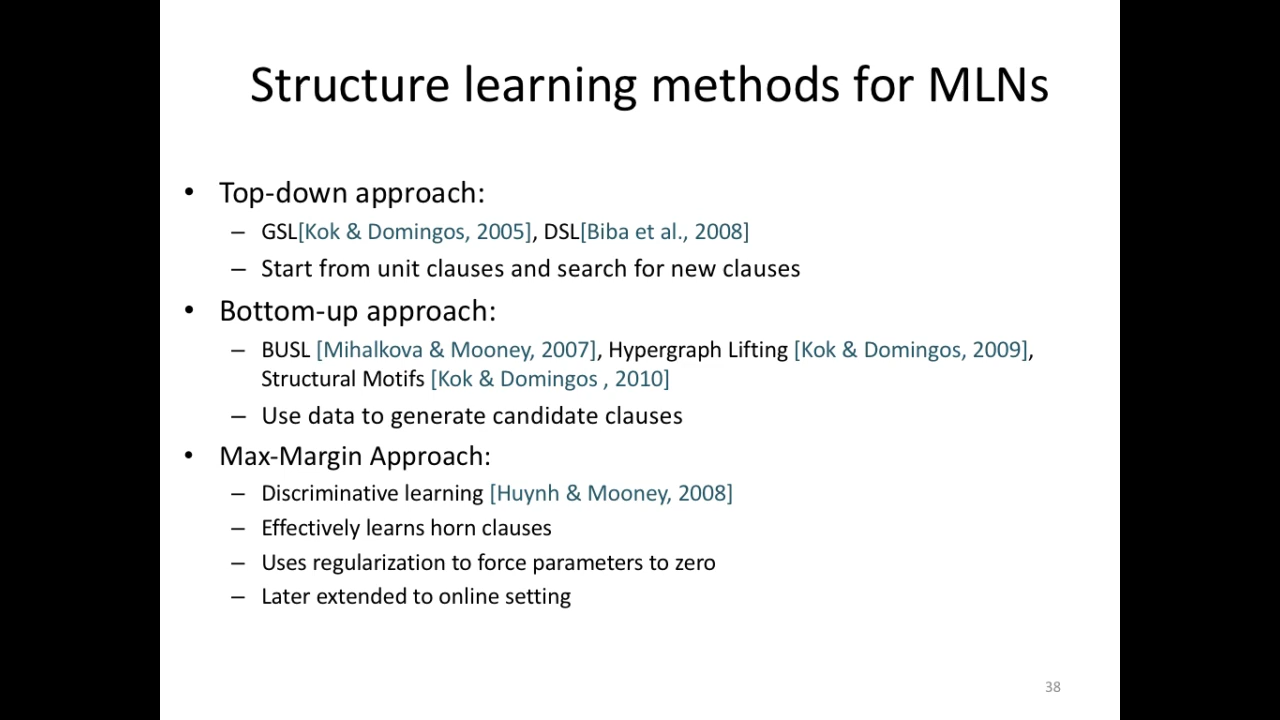 Structure learning methods for MLNs
• Top-down approach:
– GSL[Kok & Domingos, 2005], DSL[Biba et al., 2008]
– Start from unit clauses and search for new clauses
• Bottom-up approach:
– BUSL [Mihalkova & Mooney, 2007], Hypergraph Lifting [Kok & Domingos, 2009],
Structural Motifs [Kok & Domingos , 2010]
– Use data to generate candidate clauses
• Max-Margin Approach:
– Discriminative learning [Huynh & Mooney, 2008]
– Effectively learns horn clauses
– Uses regularization to force parameters to zero
– Later extended to online setting
38